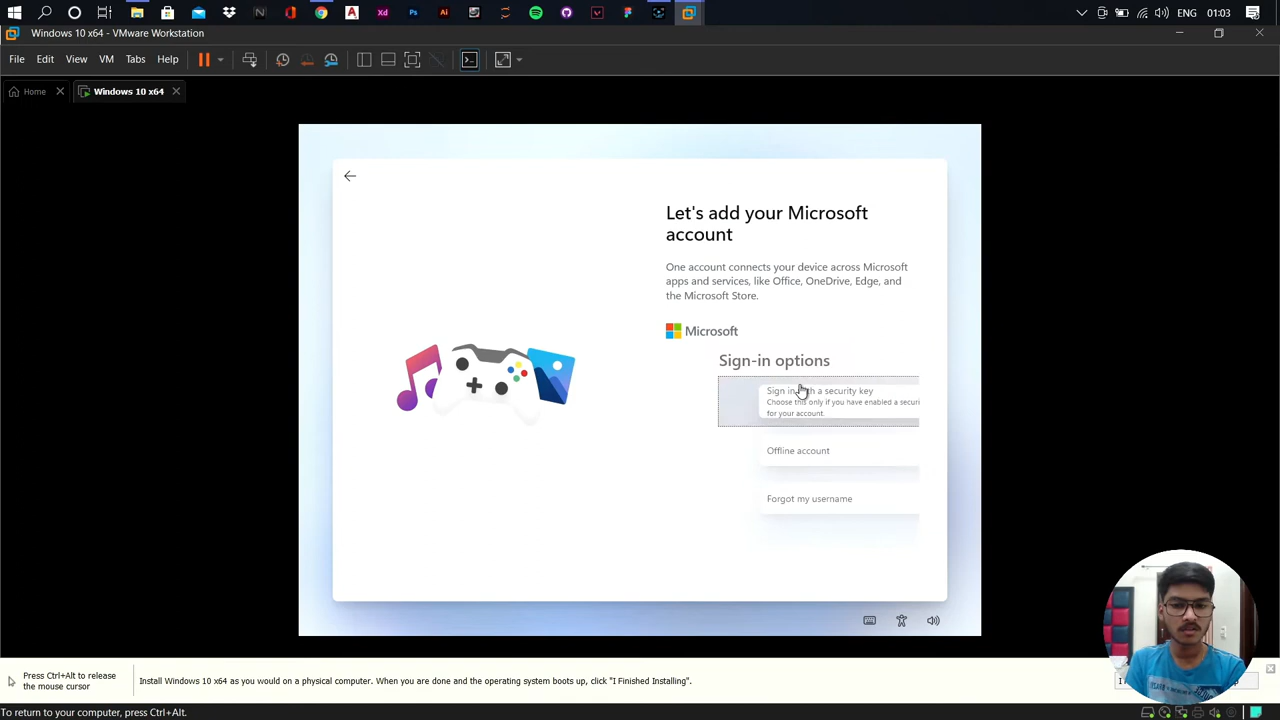 ENG
01:03
Windows 10 x64 - VMware Workstation
File Edit View VM Tabs Help
Home
Windows 10 x64
Let's add your Microsoft
account
One account connects your device across Microsoft
apps and services, like Office, OneDrive, Edge, and
the Microsoft Store.
Microsoft
Sign-in options
Sign in with a security key
Choose this only if you have enabled a securi
for your account.
Offline account
Forgot my username
Press Ctrl+Alt to release
the mouse cursor
Install Windows 10 x64 as you would on a physical computer. When you are done and the operating system boots up, click "I Finished Installing".
To return to your computer, press Ctrl+Alt.